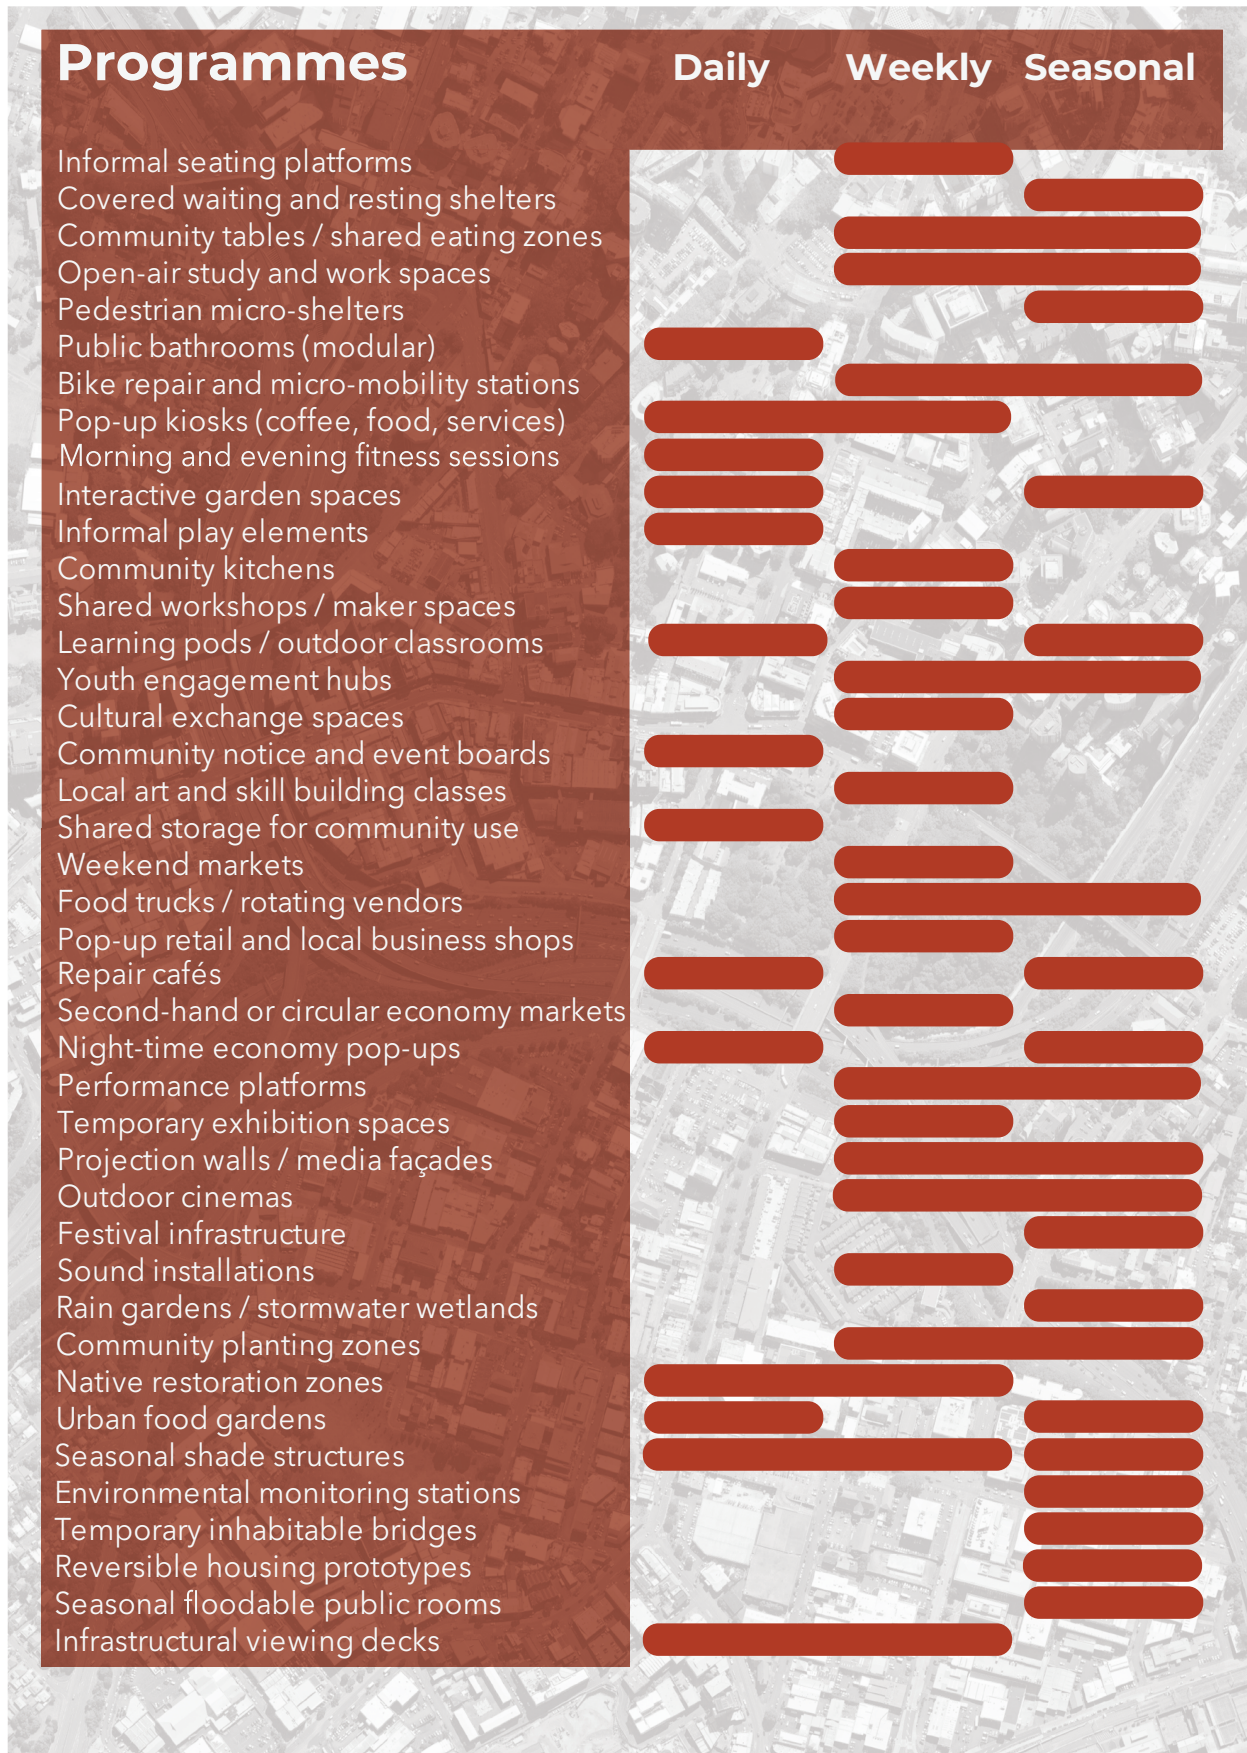 Programmes Daily Weekly Seasonal
Informal seating platforms
Covered waiting and resting shelters
Community tables / shared eating zones
Open-air study and work spaces
Pedestrian micro-shelters
Public bathrooms (modular)
Bike repair and micro-mobility stations
Pop-up kiosks (coffee, food, services)
Morning and evening fitness sessions
Interactive garden spaces
Informal play elements
Community kitchens
Shared workshops / maker spaces
Learning pods / outdoor classrooms
Youth engagement hubs
Cultural exchange spaces
Community notice and event boards
Local art and skill building classes
Shared storage for community use
Weekend markets
Food trucks / rotating vendors
Pop-up retail and local business shops
Repair cafés
Second-hand or circular economy markets
Night-time economy pop-ups
Performance platforms
Temporary exhibition spaces
Projection walls / media façades
Outdoor cinemas
Festival infrastructure
Sound installations
Rain gardens / stormwater wetlands
Community planting zones
Native restoration zones
Urban food gardens
Seasonal shade structures
Environmental monitoring stations
Temporary inhabitable bridges
Reversible housing prototypes
Seasonal floodable public rooms
Infrastructural viewing decks